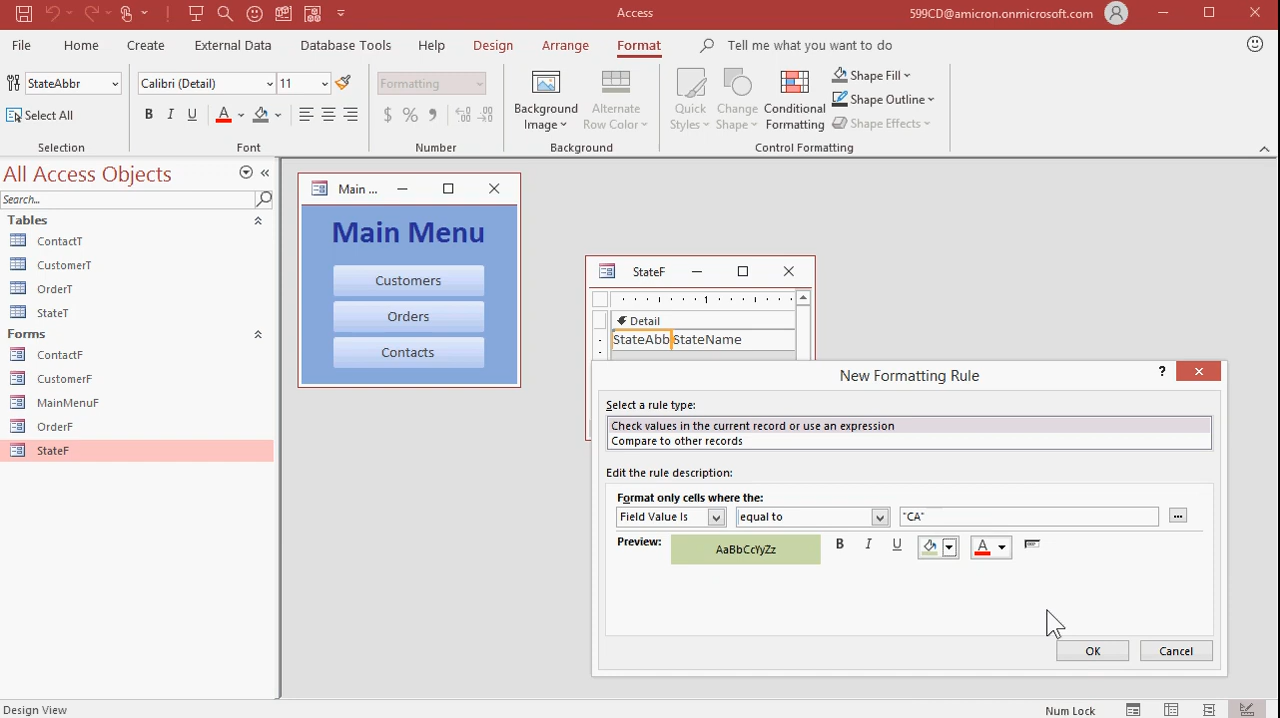 Access
599CD@amicron.onmicrosoft.com
File Home Create External Data Database Tools Help Design Arrange Format Tell me what you want to do
StateAbbr
Select All
Selection
Calibri (Detail) 11
B I U A
Font
Formatting
$ % 9
Number
Background Image
Alternate Row Color
Background
Quick Styles
Change Shape
Conditional Formatting
Shape Fill
Shape Outline
Shape Effects
Control Formatting
All Access Objects
Search...
Tables
ContactT
CustomerT
OrderT
StateT
Forms
ContactF
CustomerF
MainMenuF
OrderF
StateF
Main ...
Main Menu
Customers
Orders
Contacts
StateF
1
Detail
StateAbb StateName
New Formatting Rule
?
Select a rule type:
Check values in the current record or use an expression
Compare to other records
Edit the rule description:
Format only cells where the:
Field Value Is equal to "CA" ...
Preview: AaBbCcYyZz B I U A
OK Cancel
Design View
Num Lock